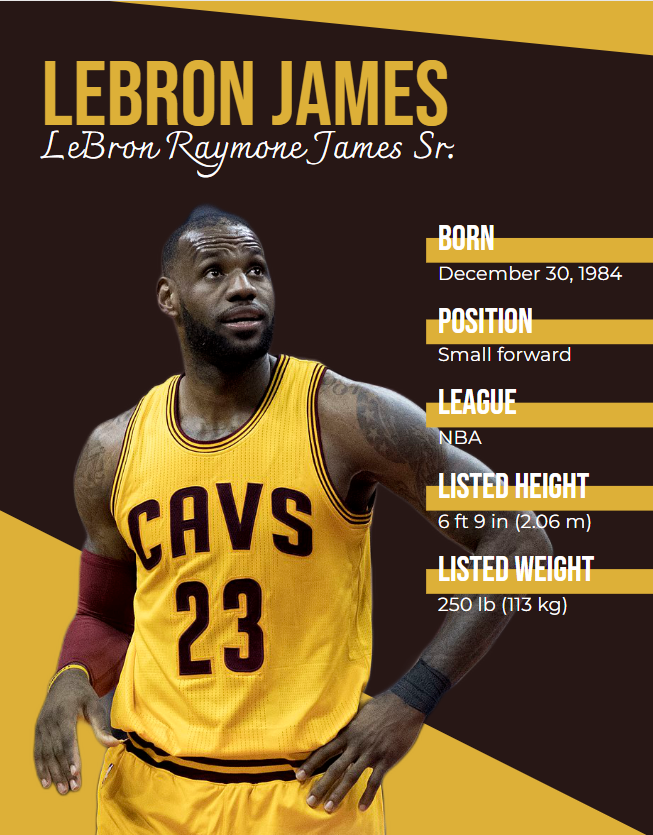 LEBRON JAMES
LeBron Raymone James Sr.
BORN
December 30, 1984
POSITION
Small forward
LEAGUE
NBA
LISTED HEIGHT
6 ft 9 in (2.06 m)
LISTED WEIGHT
250 lb (113 kg)
CAVS
23